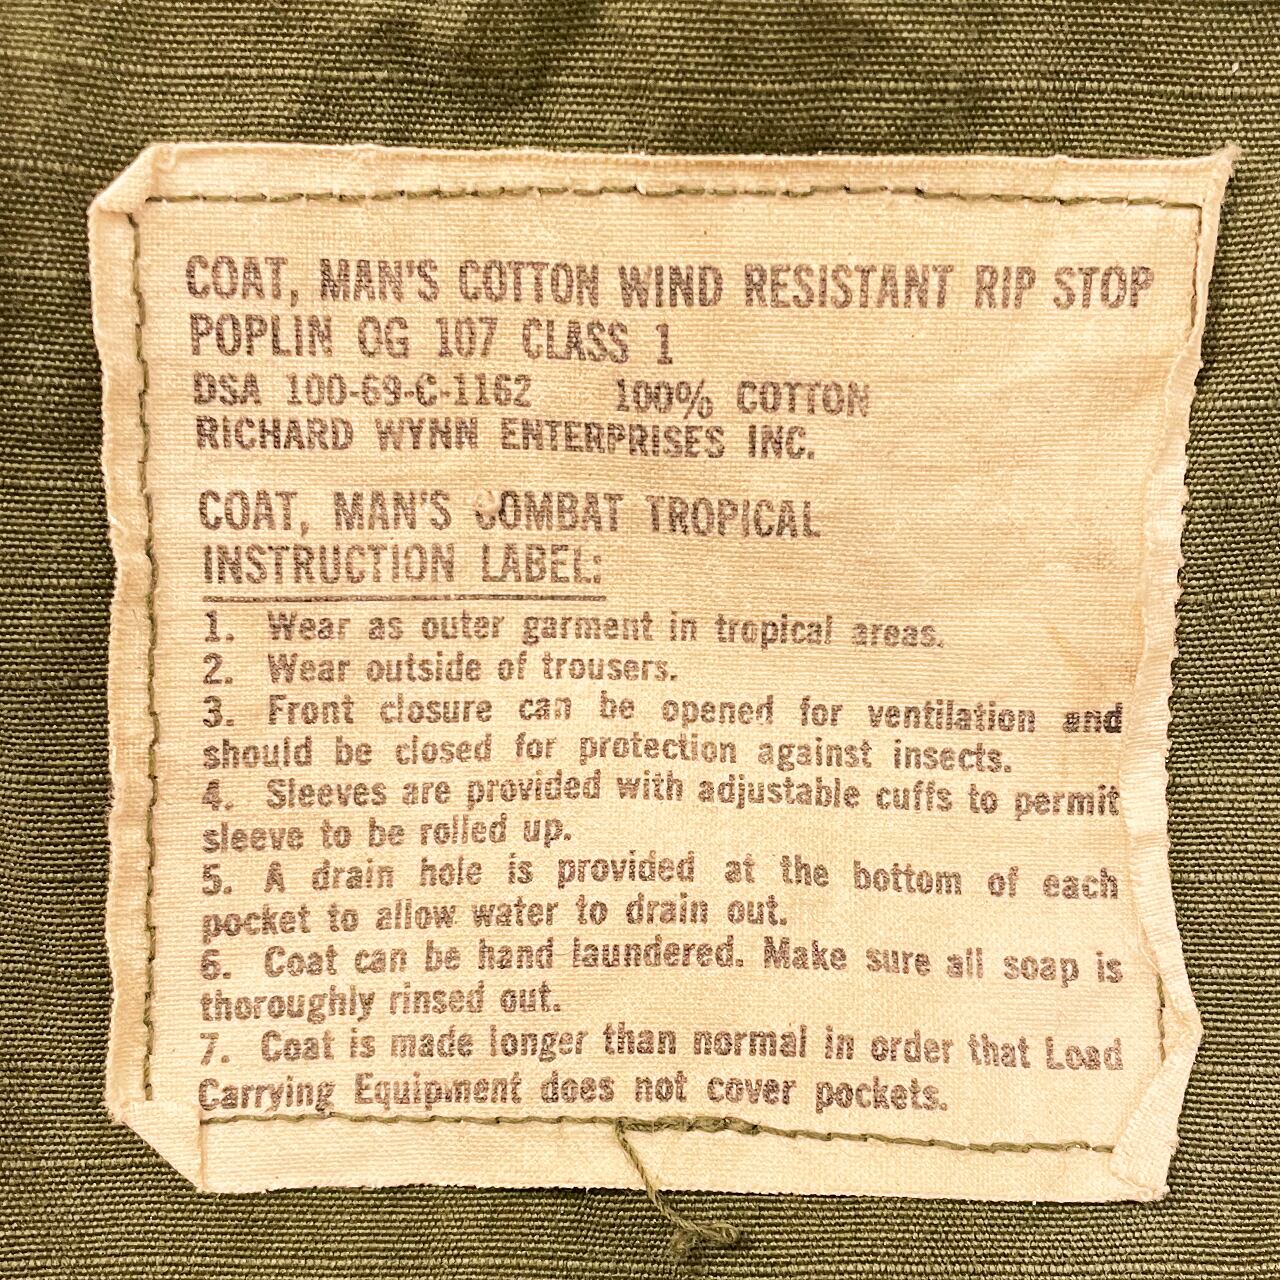 COAT, MAN'S COTTON WIND RESISTANT RIP STOP
POPLIN OG 107 CLASS 1
DSA 100-69-C-1162 100% COTTON
RICHARD WYNN ENTERPRISES INC.
COAT, MAN'S COMBAT TROPICAL
INSTRUCTION LABEL:
1. Wear as outer garment in tropical areas.
2. Wear outside of trousers.
3. Front closure can be opened for ventilation and
should be closed for protection against insects.
4. Sleeves are provided with adjustable cuffs to permit
sleeve to be rolled up.
5. A drain hole is provided at the bottom of each
pocket to allow water to drain out.
6. Coat can be hand laundered. Make sure all soap is
thoroughly rinsed out.
7. Coat is made longer than normal in order that Load
Carrying Equipment does not cover pockets.